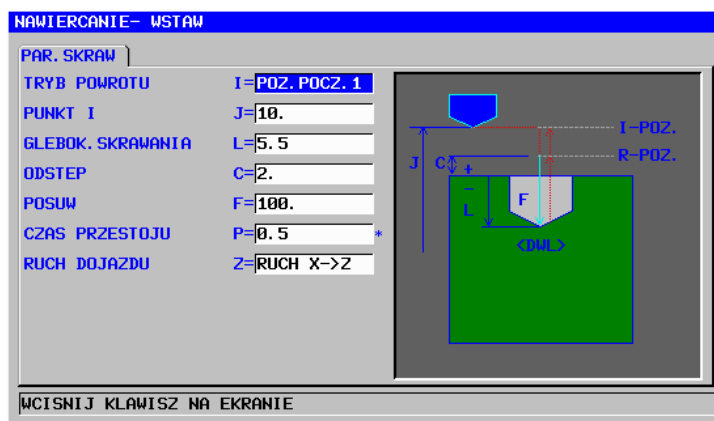 NAWIERCANIE- WSTAW
PAR.SKRAW
TRYB POWROTU I=POZ.POCZ.1
PUNKT I J=10.
GLEBOK.SKRAWANIA L=5.5
ODSTEP C=2.
POSUW F=100.
CZAS PRZESTOJU P=0.5 *
RUCH DOJAZDU Z=RUCH X->Z
I-POZ.
R-POZ.
J C +
-
L F
<DWL>
WCISNIJ KLAWISZ NA EKRANIE